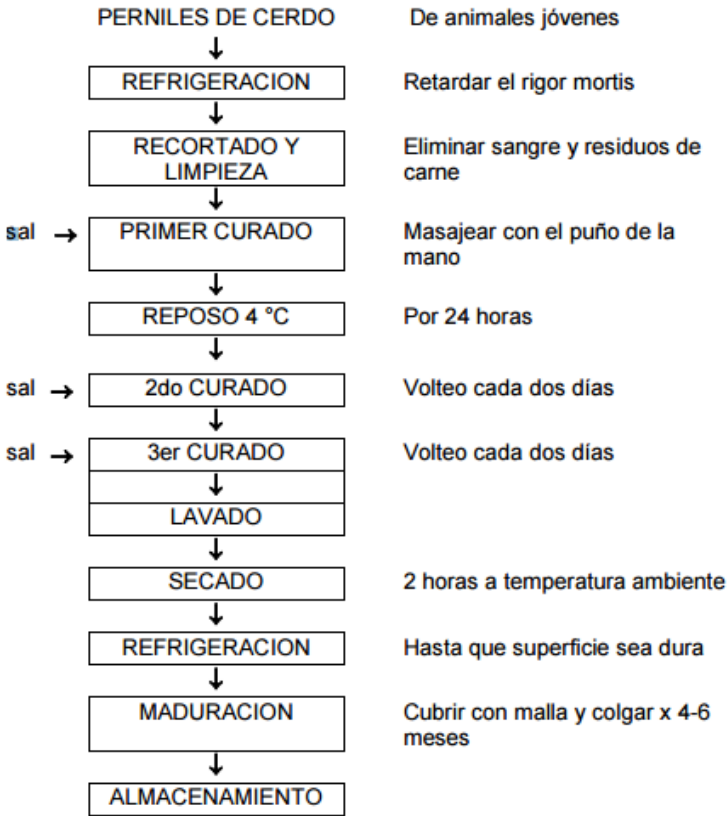 PERNILES DE CERDO De animales jóvenes
REFRIGERACION Retardar el rigor mortis
RECORTADO Y LIMPIEZA Eliminar sangre y residuos de carne
sal → PRIMER CURADO Masajear con el puño de la mano
REPOSO 4 °C Por 24 horas
sal → 2do CURADO Volteo cada dos días
sal → 3er CURADO Volteo cada dos días
LAVADO
SECADO 2 horas a temperatura ambiente
REFRIGERACION Hasta que superficie sea dura
MADURACION Cubrir con malla y colgar x 4-6 meses
ALMACENAMIENTO